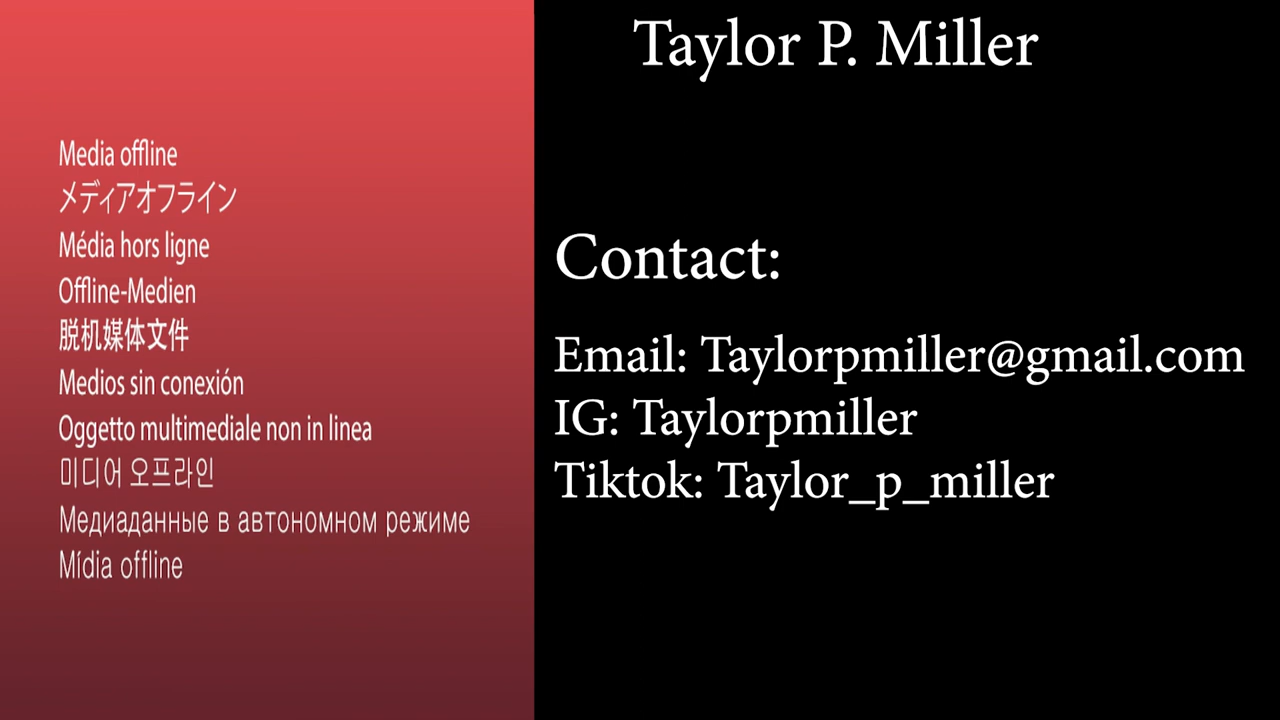 Media offline
メディアオフライン
Média hors ligne
Offline-Medien
脱机媒体文件
Medios sin conexión
Oggetto multimediale non in linea
미디어 오프라인
Медиаданные в автономном режиме
Mídia offline
Taylor P. Miller
Contact:
Email: Taylorpmiller@gmail.com
IG: Taylorpmiller
Tiktok: Taylor_p_miller